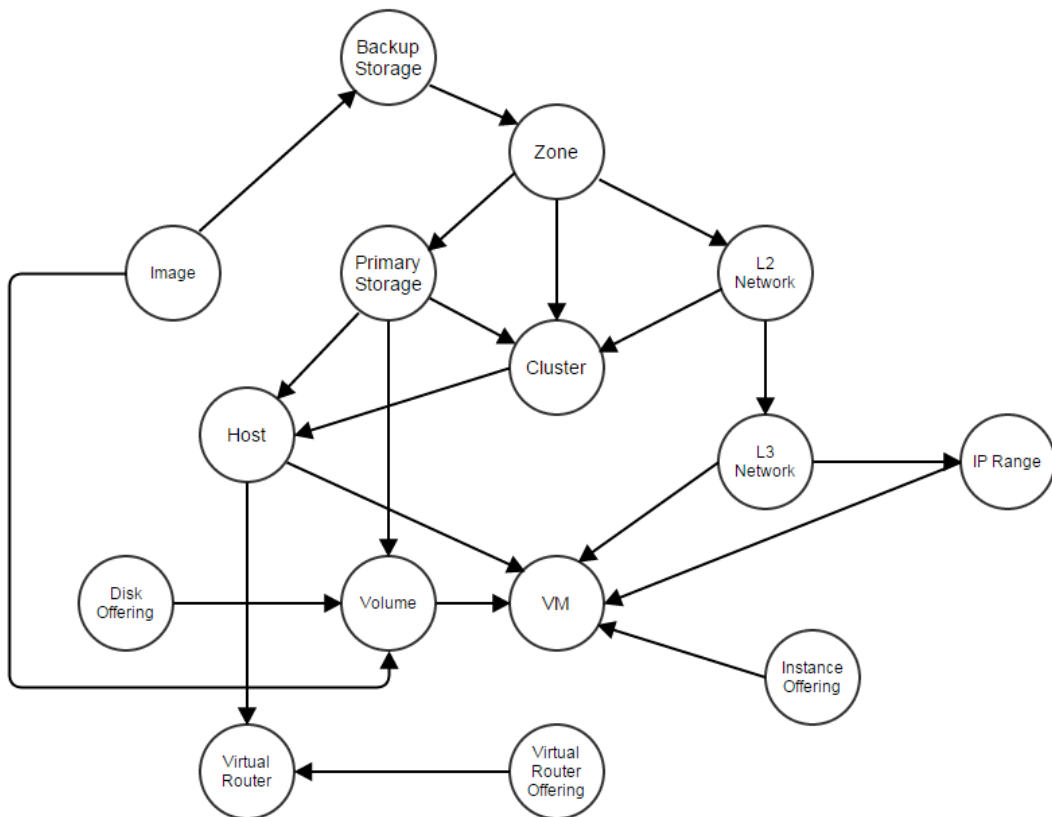 Backup
Storage
Zone
Image
Primary
Storage
L2
Network
Cluster
Host
L3
Network
IP Range
Disk
Offering
Volume
VM
Instance
Offering
Virtual
Router
Virtual
Router
Offering